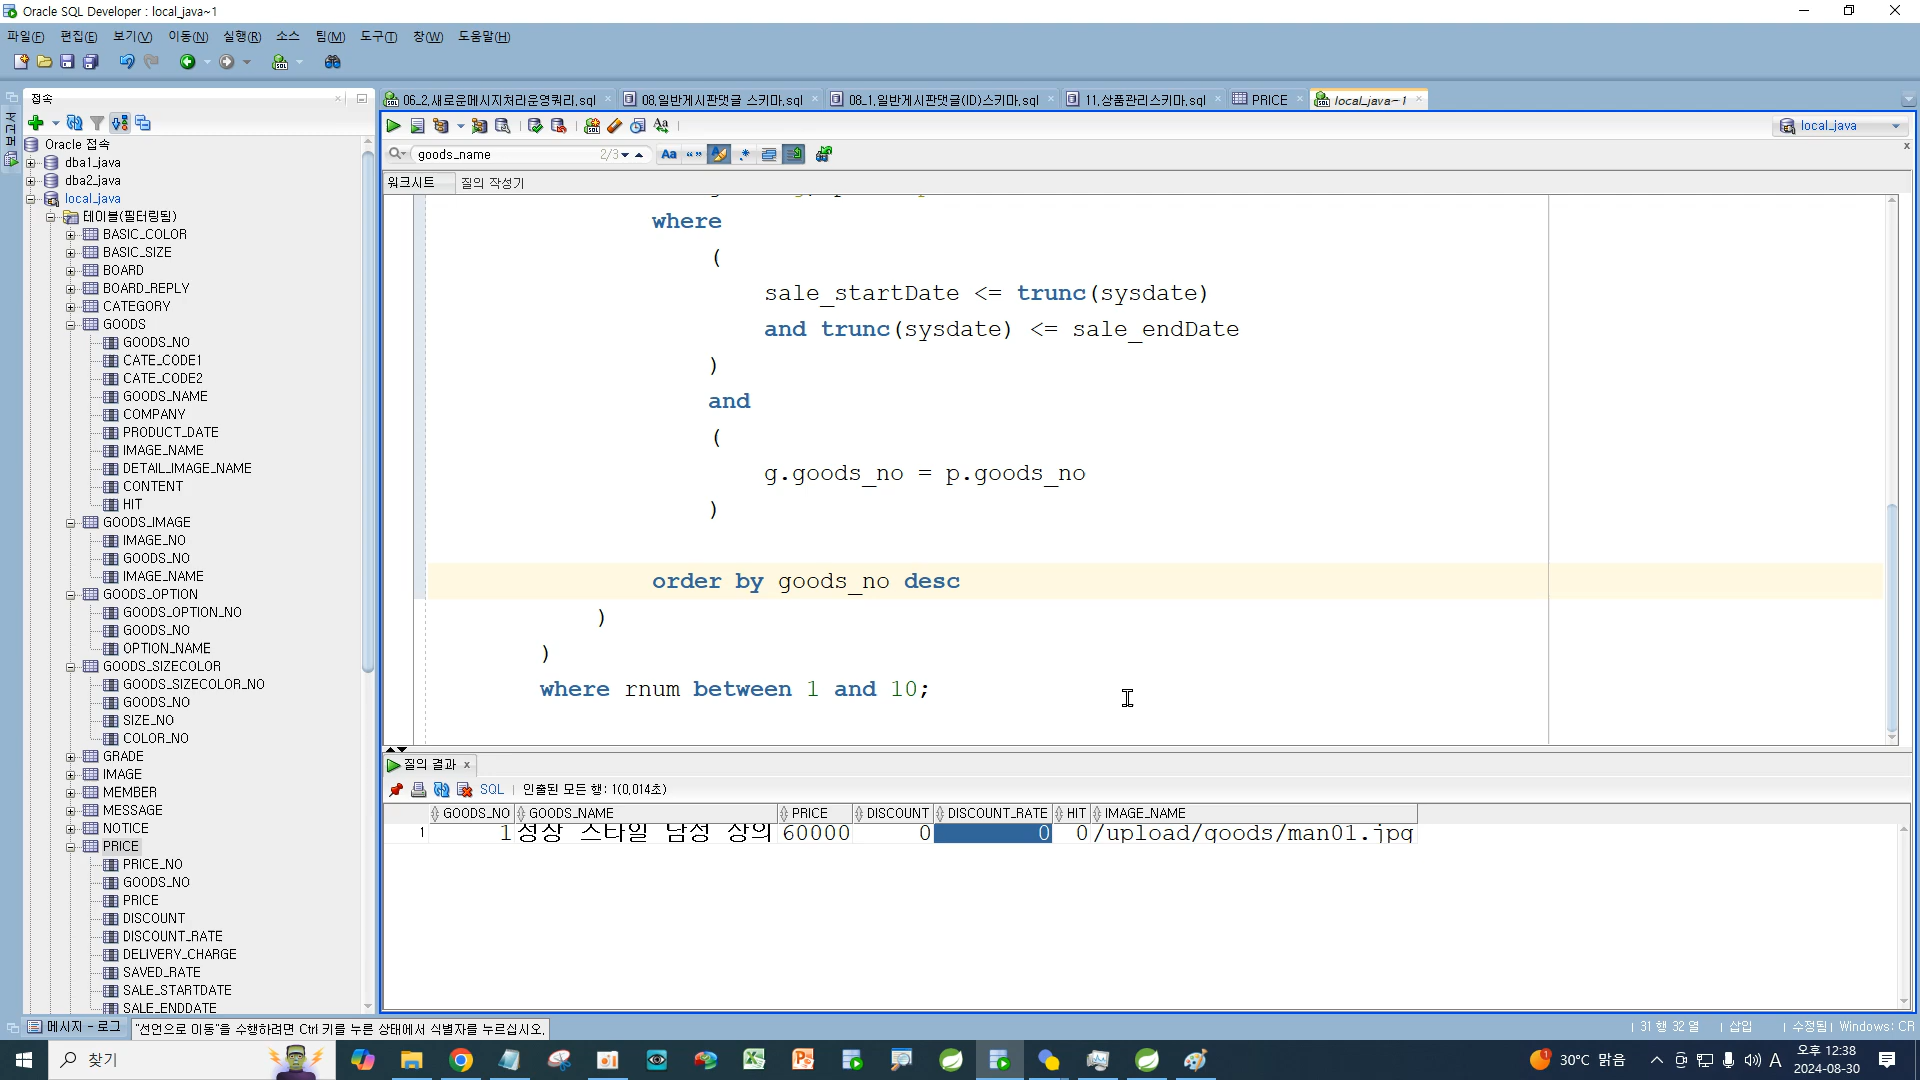 Oracle SQL Developer : local_java~1
파일(F) 편집(E) 보기(V) 이동(N) 실행(R) 소스 팀(M) 도구(T) 창(W) 도움말(H)
접속
06_2,새로운메시지처리운영쿼리,sql
08,일반게시판댓글 스키마,sql
08_1,일반게시판댓글(ID)스키마,sql
11,상품관리스키마,sql
PRICE
local_java~1
local_java
goods_name 2/3
워크시트 질의 작성기
Oracle 접속
dba1_java
dba2_java
local_java
테이블(필터링됨)
BASIC_COLOR
BASIC_SIZE
BOARD
BOARD_REPLY
CATEGORY
GOODS
GOODS_NO
CATE_CODE1
CATE_CODE2
GOODS_NAME
COMPANY
PRODUCT_DATE
IMAGE_NAME
DETAIL_IMAGE_NAME
CONTENT
HIT
GOODS_IMAGE
IMAGE_NO
GOODS_NO
IMAGE_NAME
GOODS_OPTION
GOODS_OPTION_NO
GOODS_NO
OPTION_NAME
GOODS_SIZECOLOR
GOODS_SIZECOLOR_NO
GOODS_NO
SIZE_NO
COLOR_NO
GRADE
IMAGE
MEMBER
MESSAGE
NOTICE
PRICE
PRICE_NO
GOODS_NO
PRICE
DISCOUNT
DISCOUNT_RATE
DELIVERY_CHARGE
SAVED_RATE
SALE_STARTDATE
SALE_ENDDATE
where
(
sale_startDate <= trunc(sysdate)
and trunc(sysdate) <= sale_endDate
)
and
(
g.goods_no = p.goods_no
)
order by goods_no desc
)
)
where rnum between 1 and 10;
질의 결과
SQL | 인출된 모든 행: 1(0,014초)
GOODS_NO GOODS_NAME PRICE DISCOUNT DISCOUNT_RATE HIT IMAGE_NAME
1 1 정장 스타일 남성 상의 60000 0 0 0 /upload/goods/man01.jpg
메시지 - 로그
"선언으로 이동"을 수행하려면 Ctrl 키를 누른 상태에서 식별자를 누르십시오.
31 행 32 열 | 삽입 | 수정됨 | Windows: CR
찾기
30°C 맑음
A
오후 12:38
2024-08-30